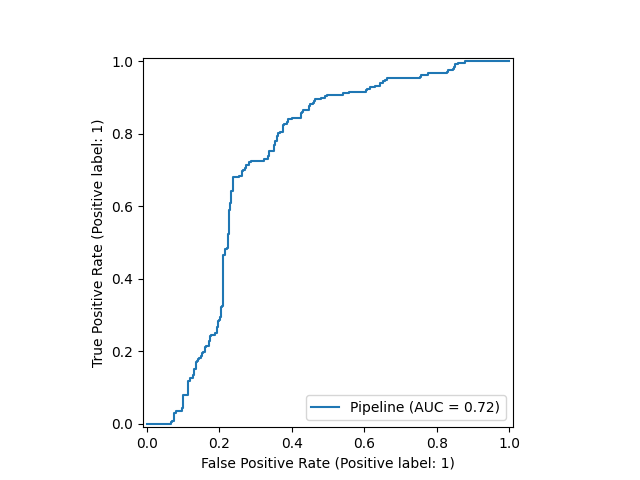 1.0
0.8
0.6
0.4
0.2
0.0
True Positive Rate (Positive label: 1)
Pipeline (AUC = 0.72)
0.0 0.2 0.4 0.6 0.8 1.0
False Positive Rate (Positive label: 1)